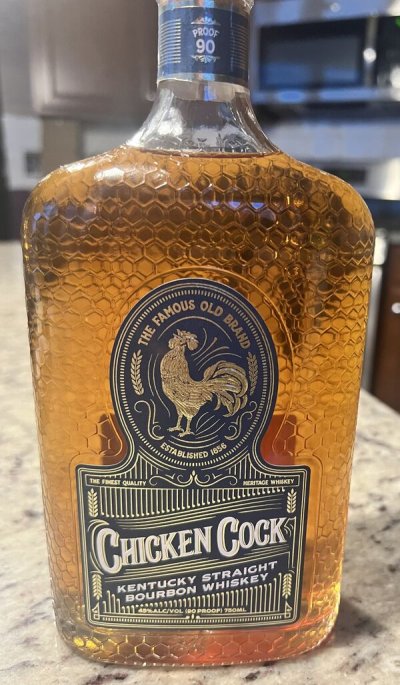 PROOF
90
THE FAMOUS OLD BRAND
ESTABLISHED 1856
THE FINEST QUALITY HERITAGE WHISKEY
CHICKEN COCK
KENTUCKY STRAIGHT
BOURBON WHISKEY
45% ALC/VOL (90 PROOF) 750ML